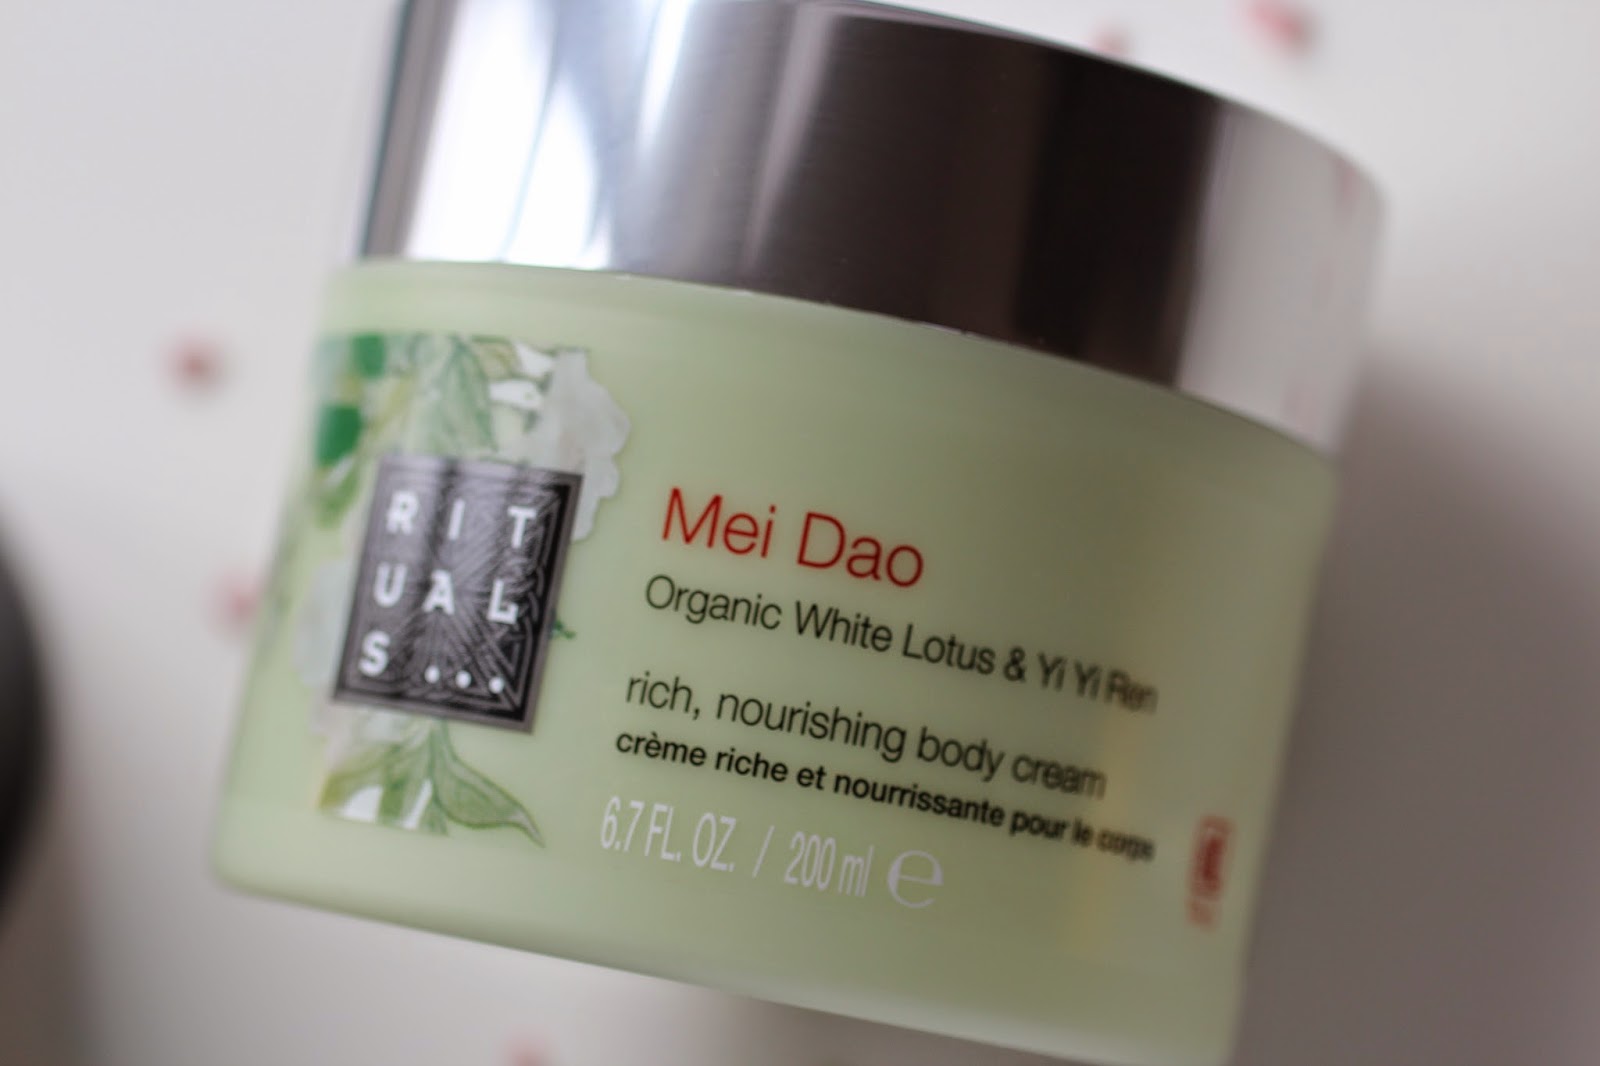 RIT
UAL
S...
Mei Dao
Organic White Lotus & Yi Yi Ren
rich, nourishing body cream
crème riche et nourrissante pour le corps
6.7 FL. OZ. / 200 ml ℮